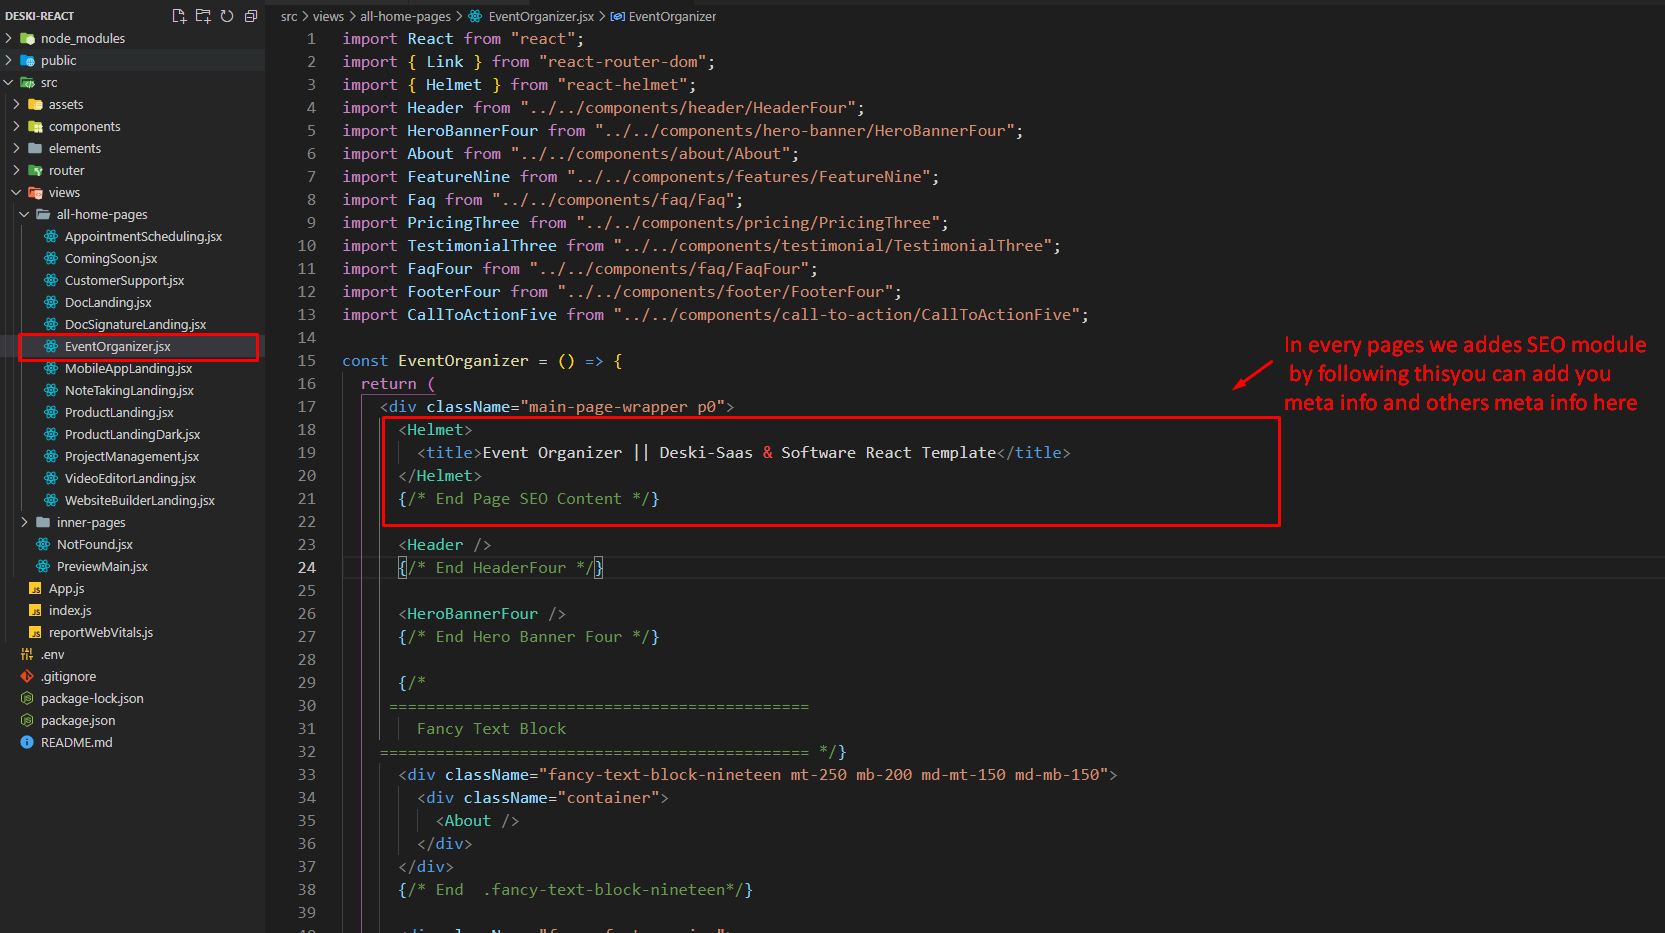 DESKI-REACT
node_modules
public
src
assets
components
elements
router
views
all-home-pages
AppointmentScheduling.jsx
ComingSoon.jsx
CustomerSupport.jsx
DocLanding.jsx
DocSignatureLanding.jsx
EventOrganizer.jsx
MobileAppLanding.jsx
NoteTakingLanding.jsx
ProductLanding.jsx
ProductLandingDark.jsx
ProjectManagement.jsx
VideoEditorLanding.jsx
WebsiteBuilderLanding.jsx
inner-pages
NotFound.jsx
PreviewMain.jsx
App.js
index.js
reportWebVitals.js
.env
.gitignore
package-lock.json
package.json
README.md
src > views > all-home-pages > EventOrganizer.jsx > EventOrganizer
1 import React from "react";
2 import { Link } from "react-router-dom";
3 import { Helmet } from "react-helmet";
4 import Header from "../../components/header/HeaderFour";
5 import HeroBannerFour from "../../components/hero-banner/HeroBannerFour";
6 import About from "../../components/about/About";
7 import FeatureNine from "../../components/features/FeatureNine";
8 import Faq from "../../components/faq/Faq";
9 import PricingThree from "../../components/pricing/PricingThree";
10 import TestimonialThree from "../../components/testimonial/TestimonialThree";
11 import FaqFour from "../../components/faq/FaqFour";
12 import FooterFour from "../../components/footer/FooterFour";
13 import CallToActionFive from "../../components/call-to-action/CallToActionFive";
14
15 const EventOrganizer = () => {
16 return (
17 <div className="main-page-wrapper p0">
18 <Helmet>
19 <title>Event Organizer || Deski-Saas & Software React Template</title>
20 </Helmet>
21 {/* End Page SEO Content */}
22
23 <Header />
24 {/* End HeaderFour */}
25
26 <HeroBannerFour />
27 {/* End Hero Banner Four */}
28
29 {/*
30 =============================================
31 Fancy Text Block
32 ============================================== */}
33 <div className="fancy-text-block-nineteen mt-250 mb-200 md-mt-150 md-mb-150">
34 <div className="container">
35 <About />
36 </div>
37 </div>
38 {/* End  .fancy-text-block-nineteen*/}
39
In every pages we addes SEO module
by following thisyou can add you
meta info and others meta info here